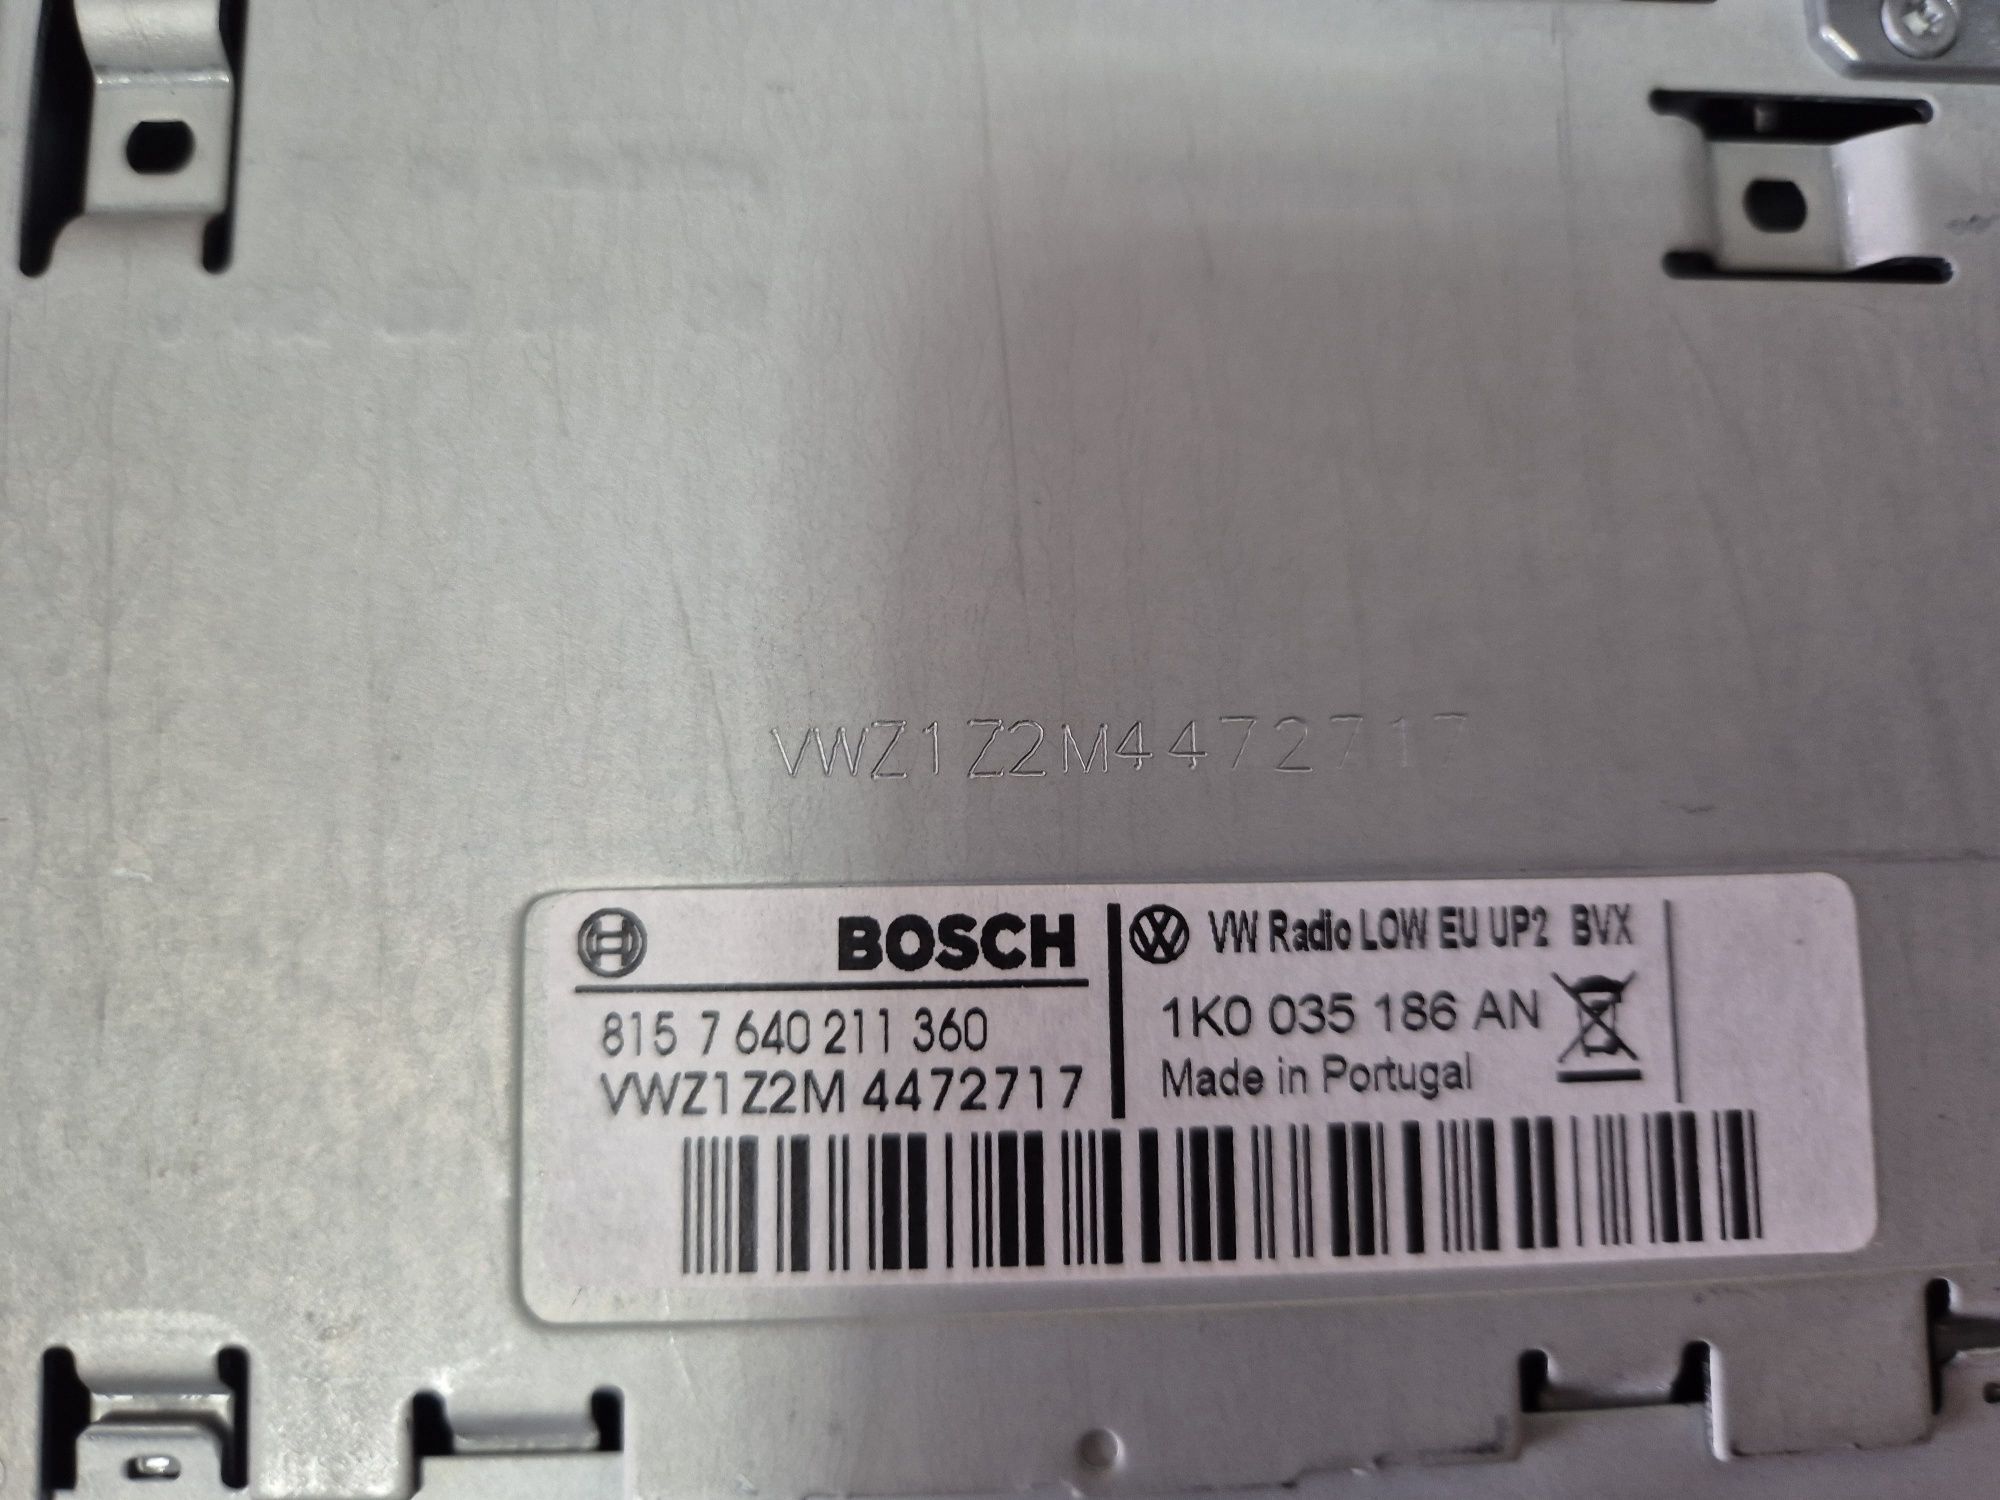 VWZ1Z2M4472717
BOSCH
815 7 640 211 360
VWZ1Z2M 4472717
VW Radio LOW EU UP2 BVX
1K0 035 186 AN
Made in Portugal